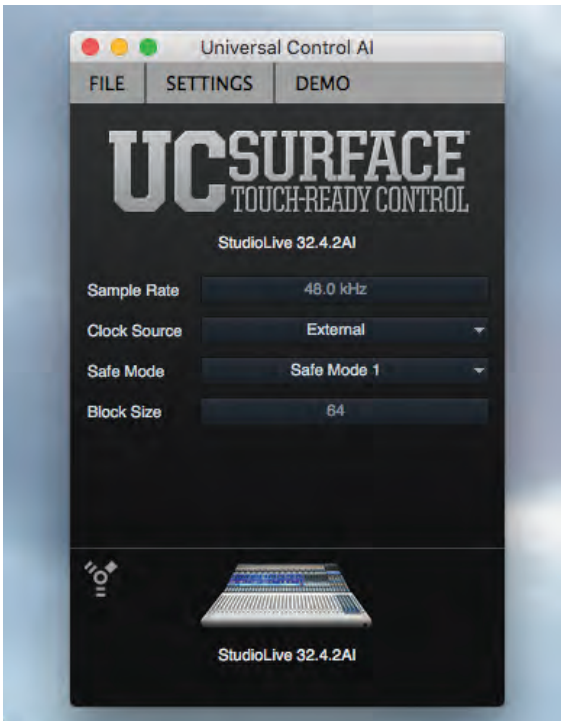 Universal Control AI
FILE SETTINGS DEMO
UC SURFACE
TOUCH-READY CONTROL
StudioLive 32.4.2AI
Sample Rate 48.0 kHz
Clock Source External
Safe Mode Safe Mode 1
Block Size 64
StudioLive 32.4.2AI